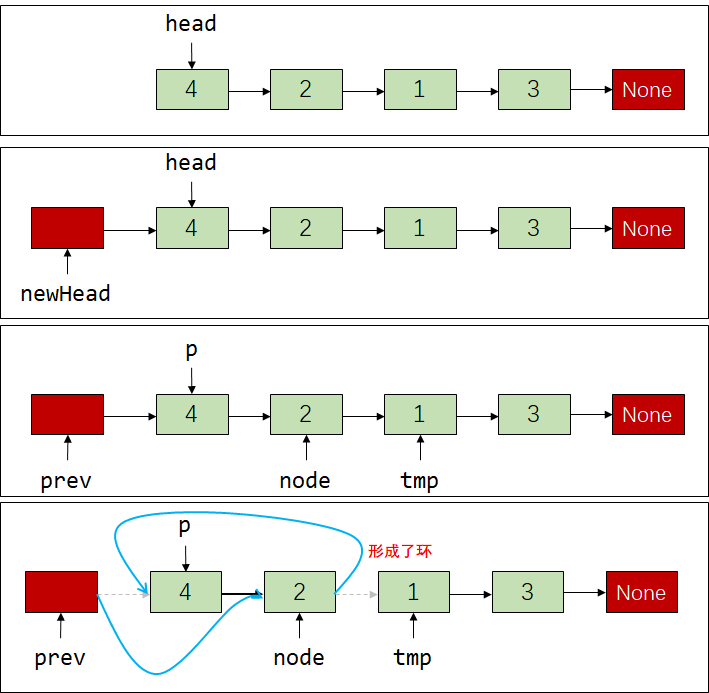 head
4 2 1 3 None
head
4 2 1 3 None
newHead
p
4 2 1 3 None
prev node tmp
p
形成了环
4 2 1 3 None
prev node tmp